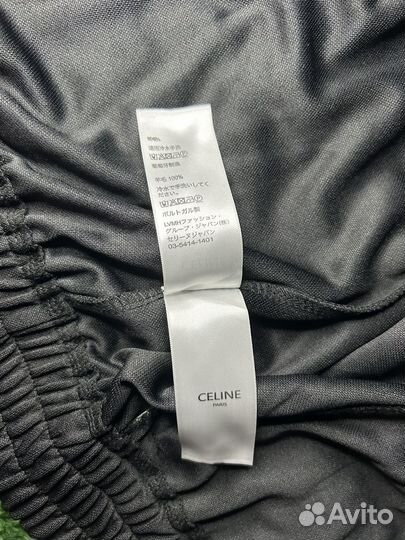 羊毛 100%
冷水で手洗いしてく
ださい。
ポルトガル製
LVMHファッション・
グループ・ジャパン(株)
セリーヌジャパン
03-5414-1401
CELINE
PARIS
Avito